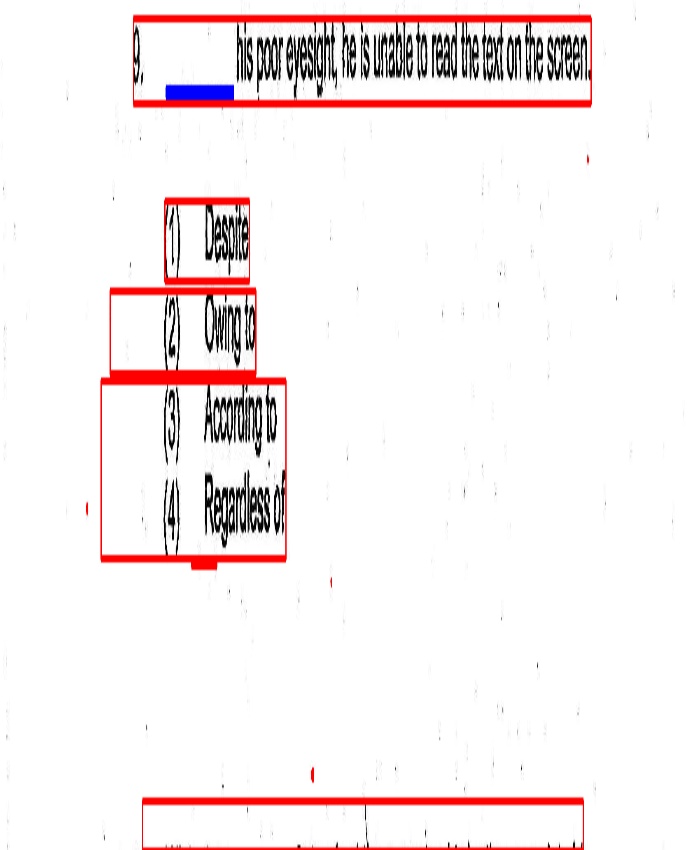 9. his poor eyesight, he is unable to read the text on the screen.
(1) Despite
(2) Owing to
(3) According to
(4) Regardless of